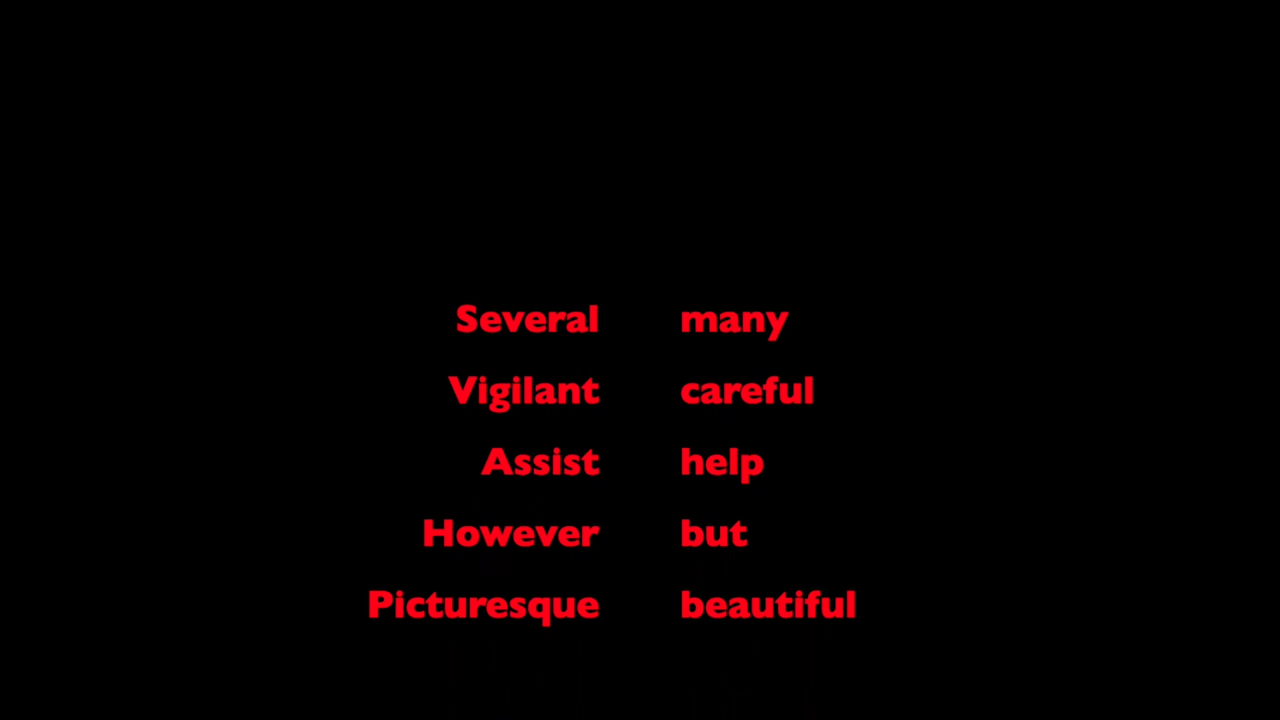 Several many
Vigilant careful
Assist help
However but
Picturesque beautiful